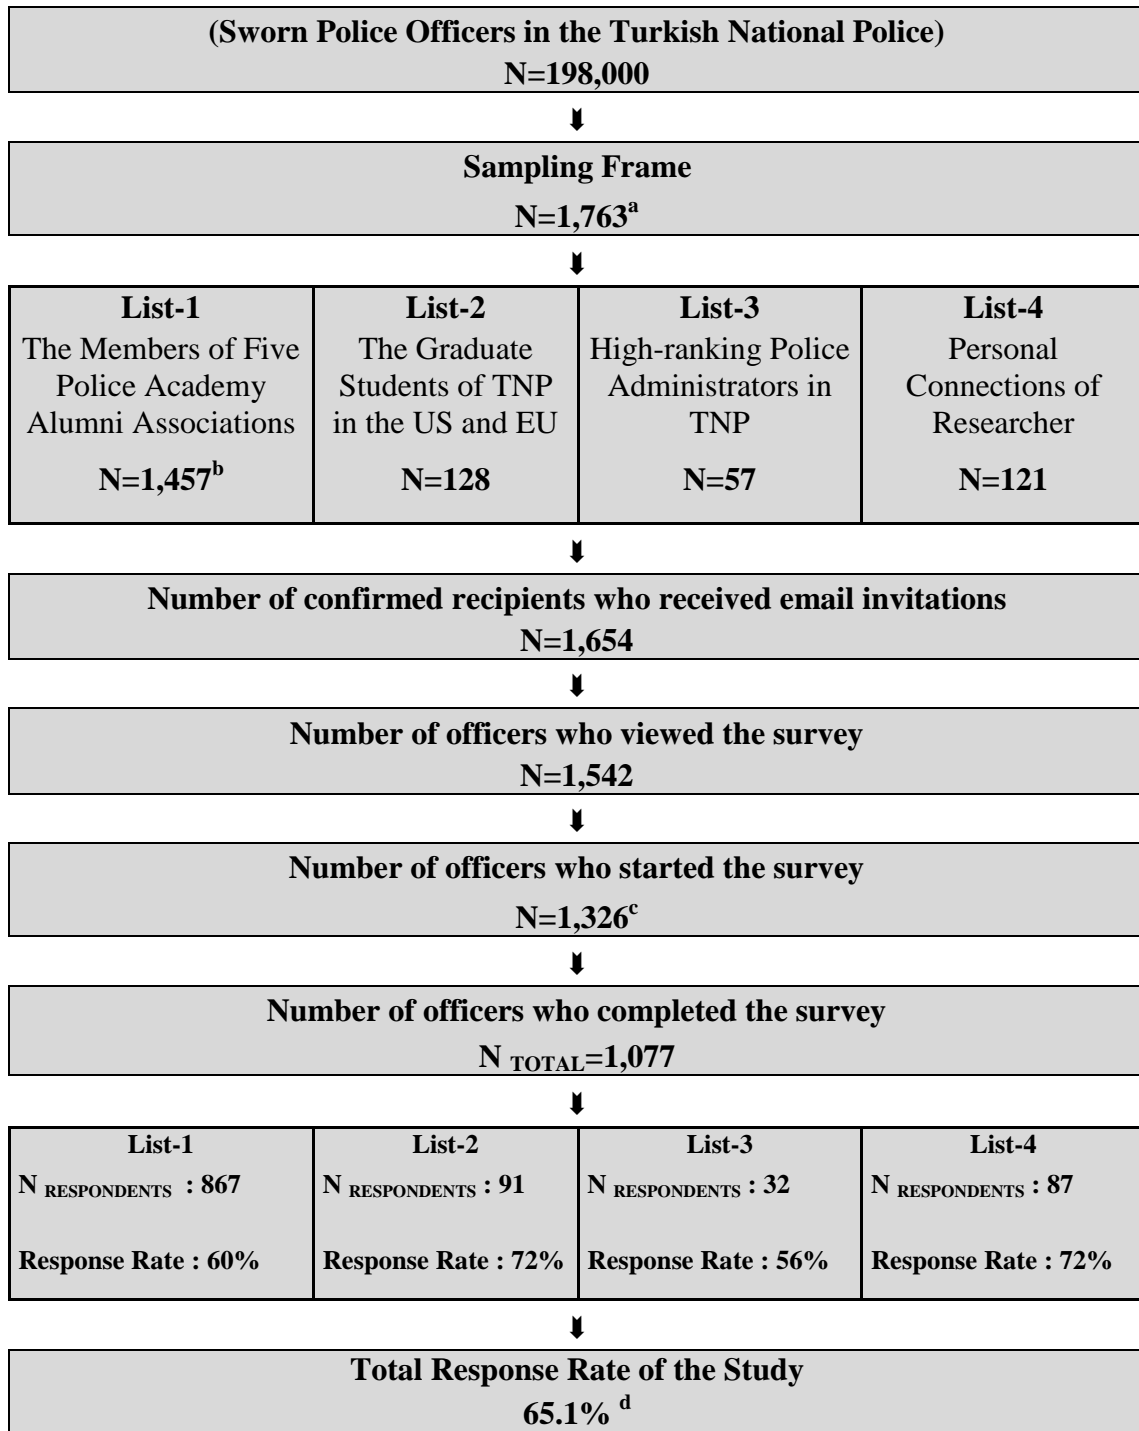 (Sworn Police Officers in the Turkish National Police)
N=198,000
Sampling Frame
N=1,763a
List-1
The Members of Five
Police Academy
Alumni Associations
N=1,457b
List-2
The Graduate
Students of TNP
in the US and EU
N=128
List-3
High-ranking Police
Administrators in
TNP
N=57
List-4
Personal
Connections of
Researcher
N=121
Number of confirmed recipients who received email invitations
N=1,654
Number of officers who viewed the survey
N=1,542
Number of officers who started the survey
N=1,326c
Number of officers who completed the survey
N TOTAL=1,077
List-1
N RESPONDENTS : 867
Response Rate : 60%
List-2
N RESPONDENTS : 91
Response Rate : 72%
List-3
N RESPONDENTS : 32
Response Rate : 56%
List-4
N RESPONDENTS : 87
Response Rate : 72%
Total Response Rate of the Study
65.1% d